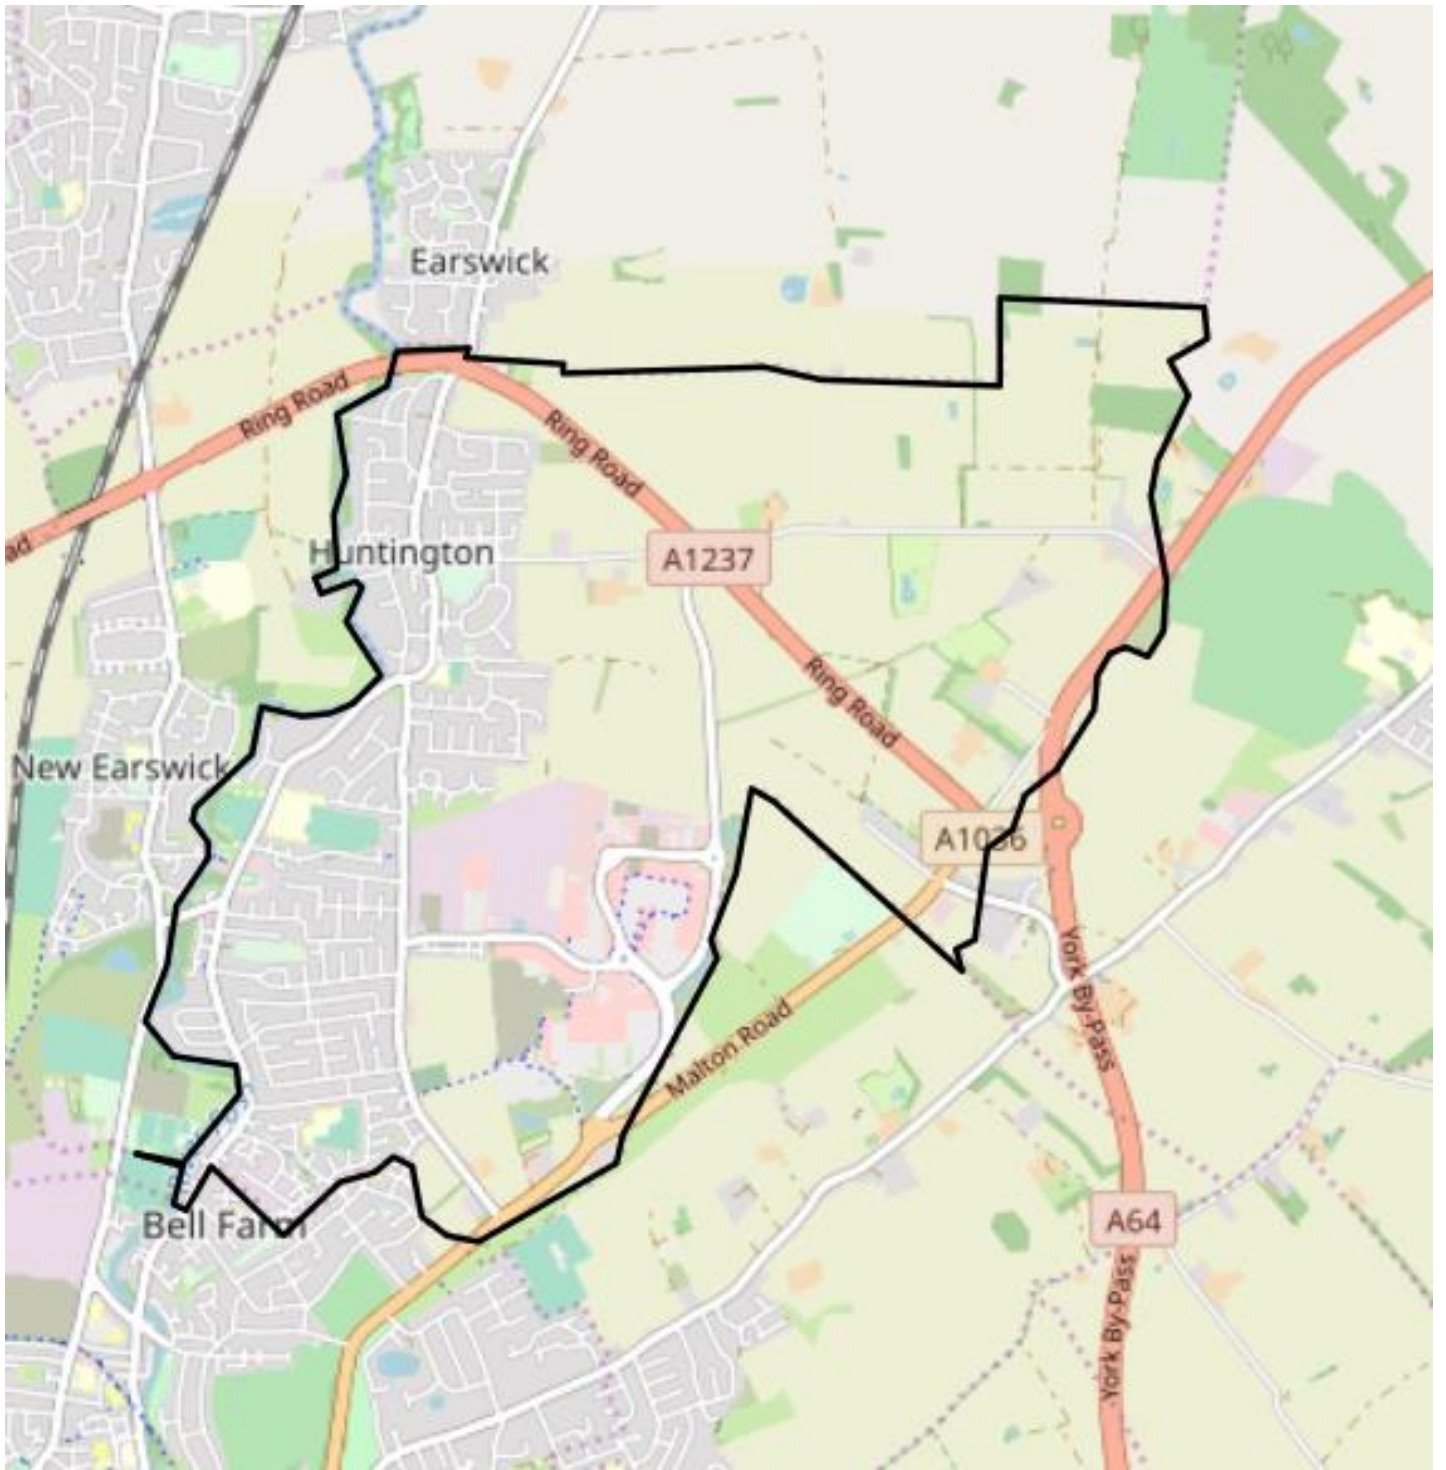 Earswick
Ring Road
Ring Road
ad
Huntington
A1237
Ring Road
New Earswick
A1036
York By-Pass
Malton Road
Bell Farm
A64
York By-Pass